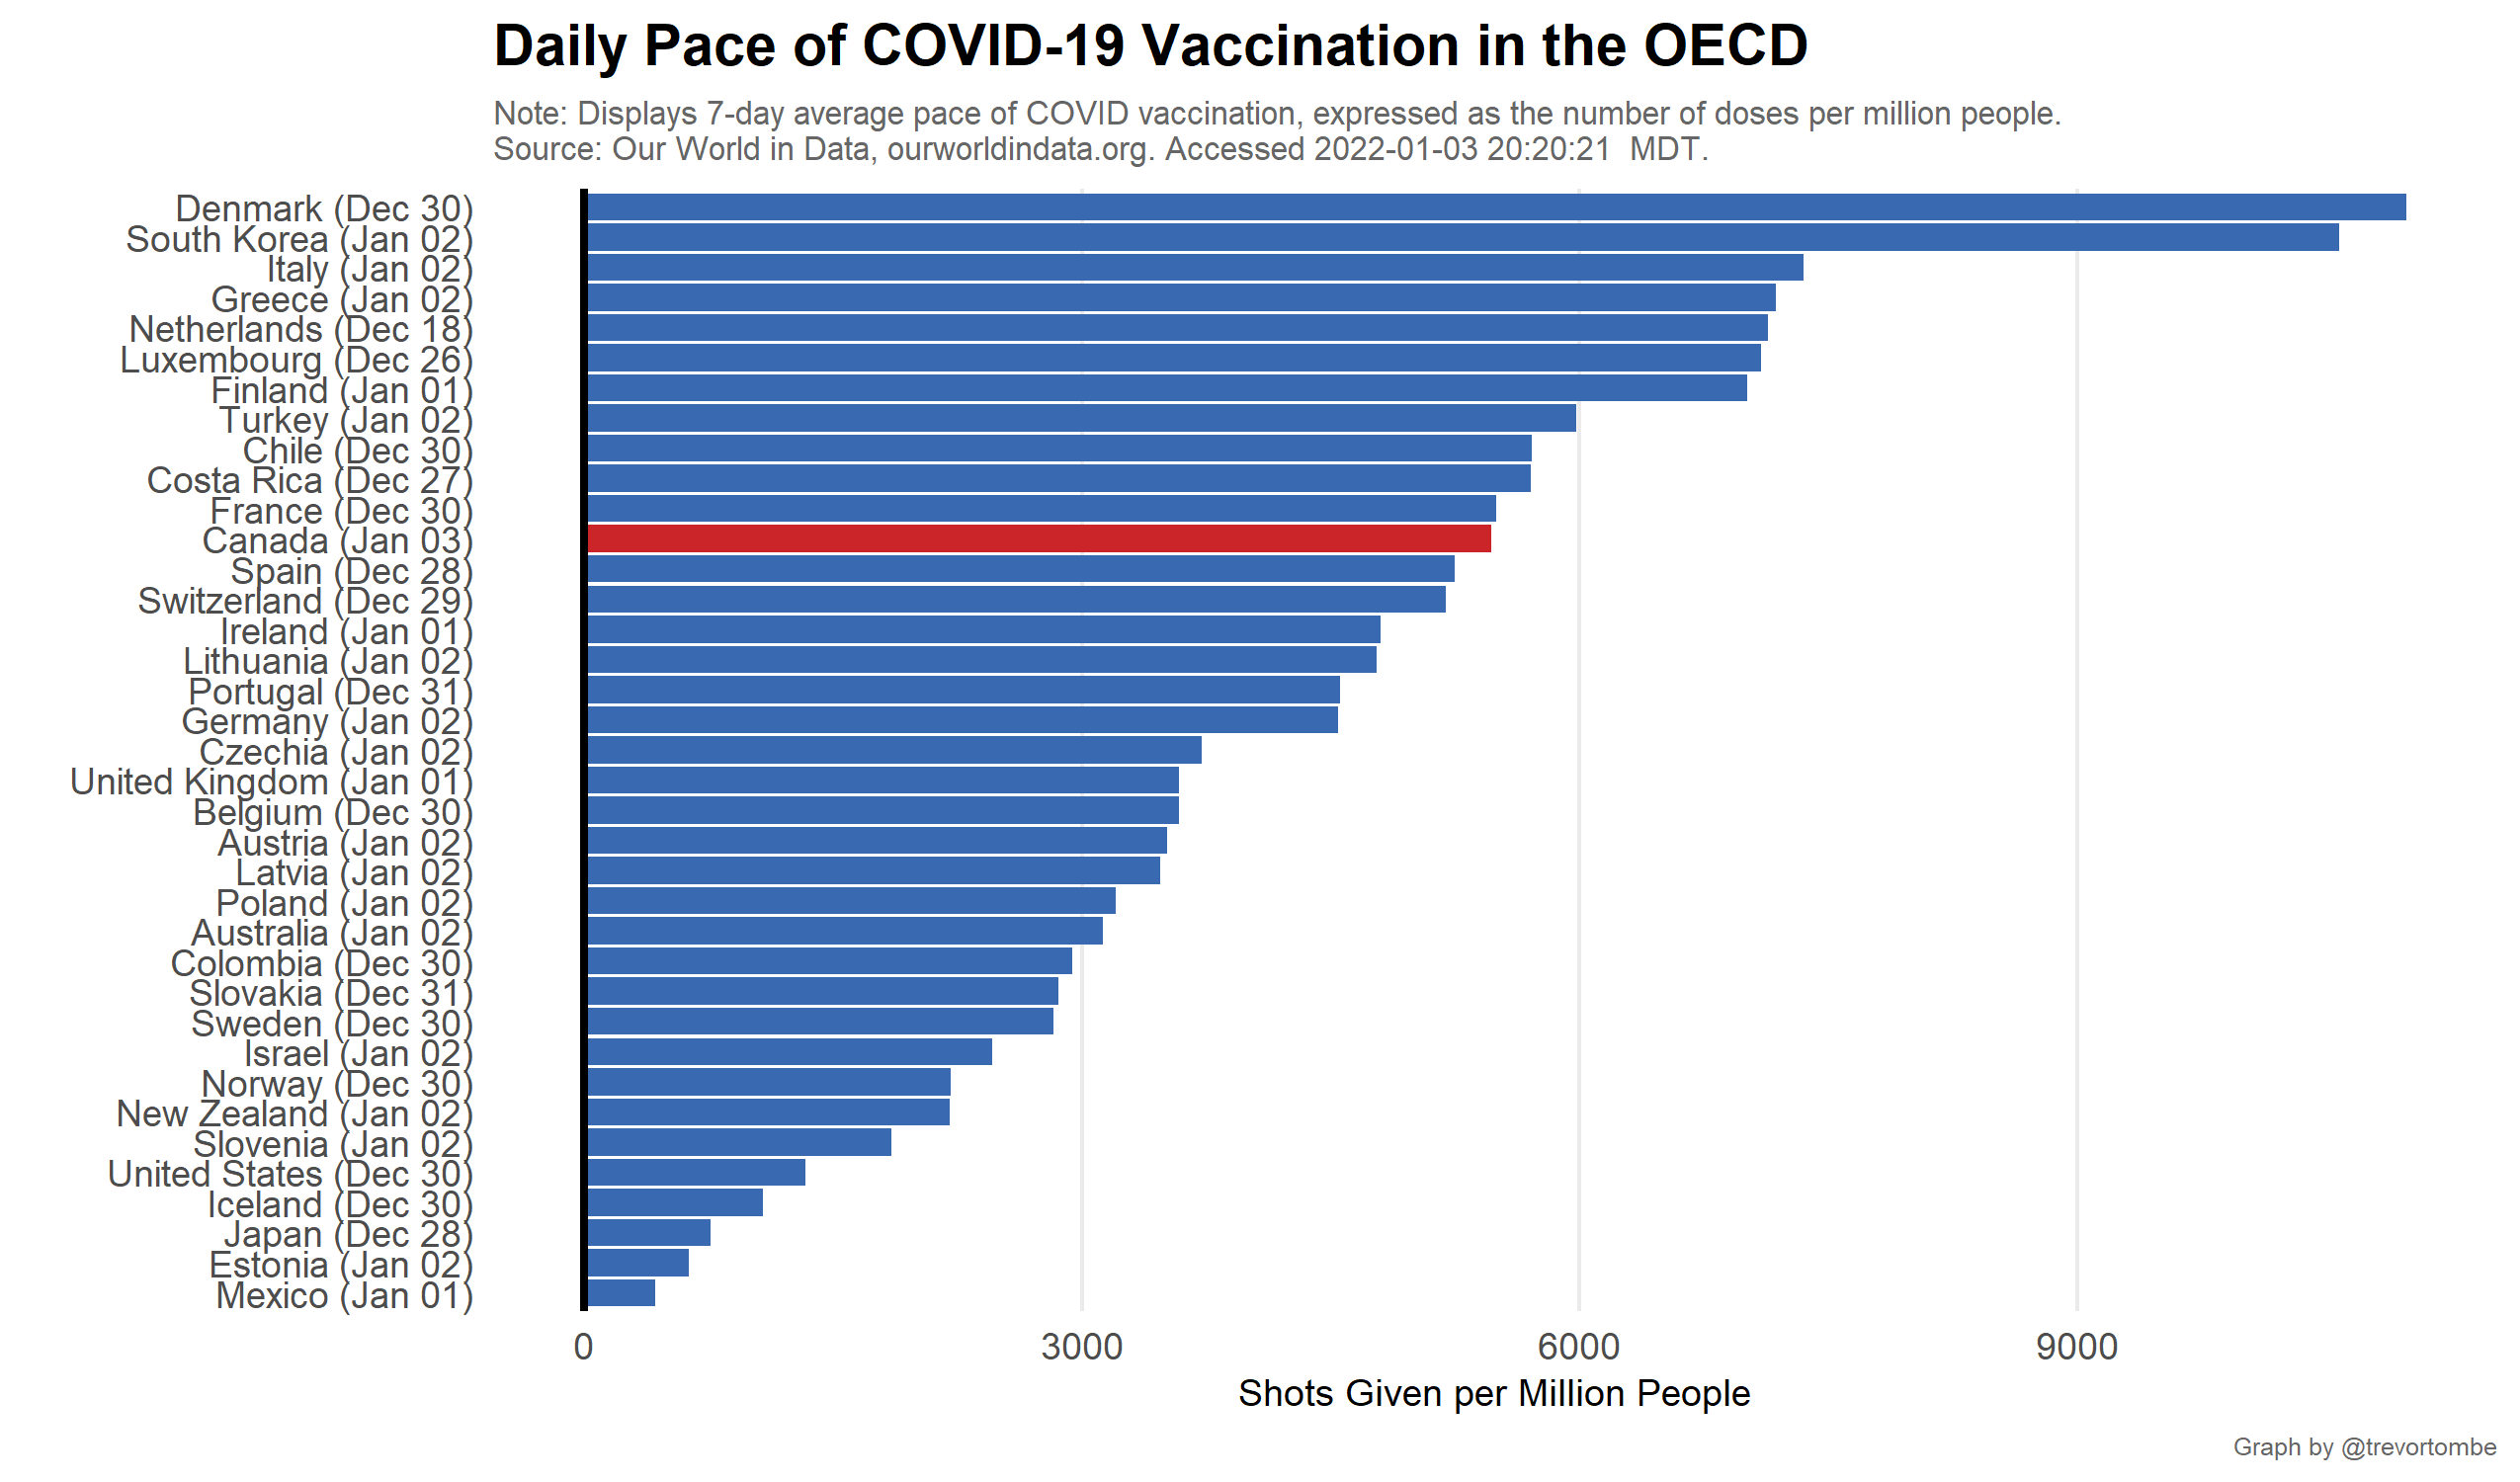 Daily Pace of COVID-19 Vaccination in the OECD
Note: Displays 7-day average pace of COVID vaccination, expressed as the number of doses per million people.
Source: Our World in Data, ourworldindata.org. Accessed 2022-01-03 20:20:21  MDT.
Denmark (Dec 30)
South Korea (Jan 02)
Italy (Jan 02)
Greece (Jan 02)
Netherlands (Dec 18)
Luxembourg (Dec 26)
Finland (Jan 01)
Turkey (Jan 02)
Chile (Dec 30)
Costa Rica (Dec 27)
France (Dec 30)
Canada (Jan 03)
Spain (Dec 28)
Switzerland (Dec 29)
Ireland (Jan 01)
Lithuania (Jan 02)
Portugal (Dec 31)
Germany (Jan 02)
Czechia (Jan 02)
United Kingdom (Jan 01)
Belgium (Dec 30)
Austria (Jan 02)
Latvia (Jan 02)
Poland (Jan 02)
Australia (Jan 02)
Colombia (Dec 30)
Slovakia (Dec 31)
Sweden (Dec 30)
Israel (Jan 02)
Norway (Dec 30)
New Zealand (Jan 02)
Slovenia (Jan 02)
United States (Dec 30)
Iceland (Dec 30)
Japan (Dec 28)
Estonia (Jan 02)
Mexico (Jan 01)
0 3000 6000 9000
Shots Given per Million People
Graph by @trevortombe